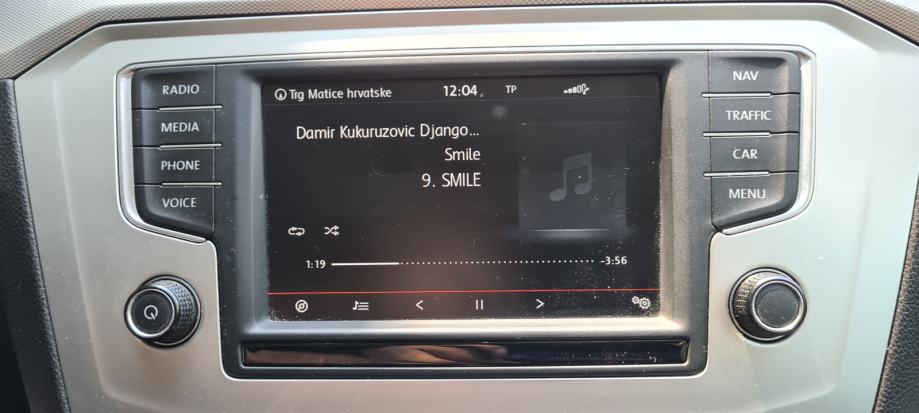 RADIO
MEDIA
PHONE
VOICE
Trg Matice hrvatske 12:04 TP
Damir Kukuruzovic Django...
Smile
9. SMILE
1:19 -3:56
NAV
TRAFFIC
CAR
MENU